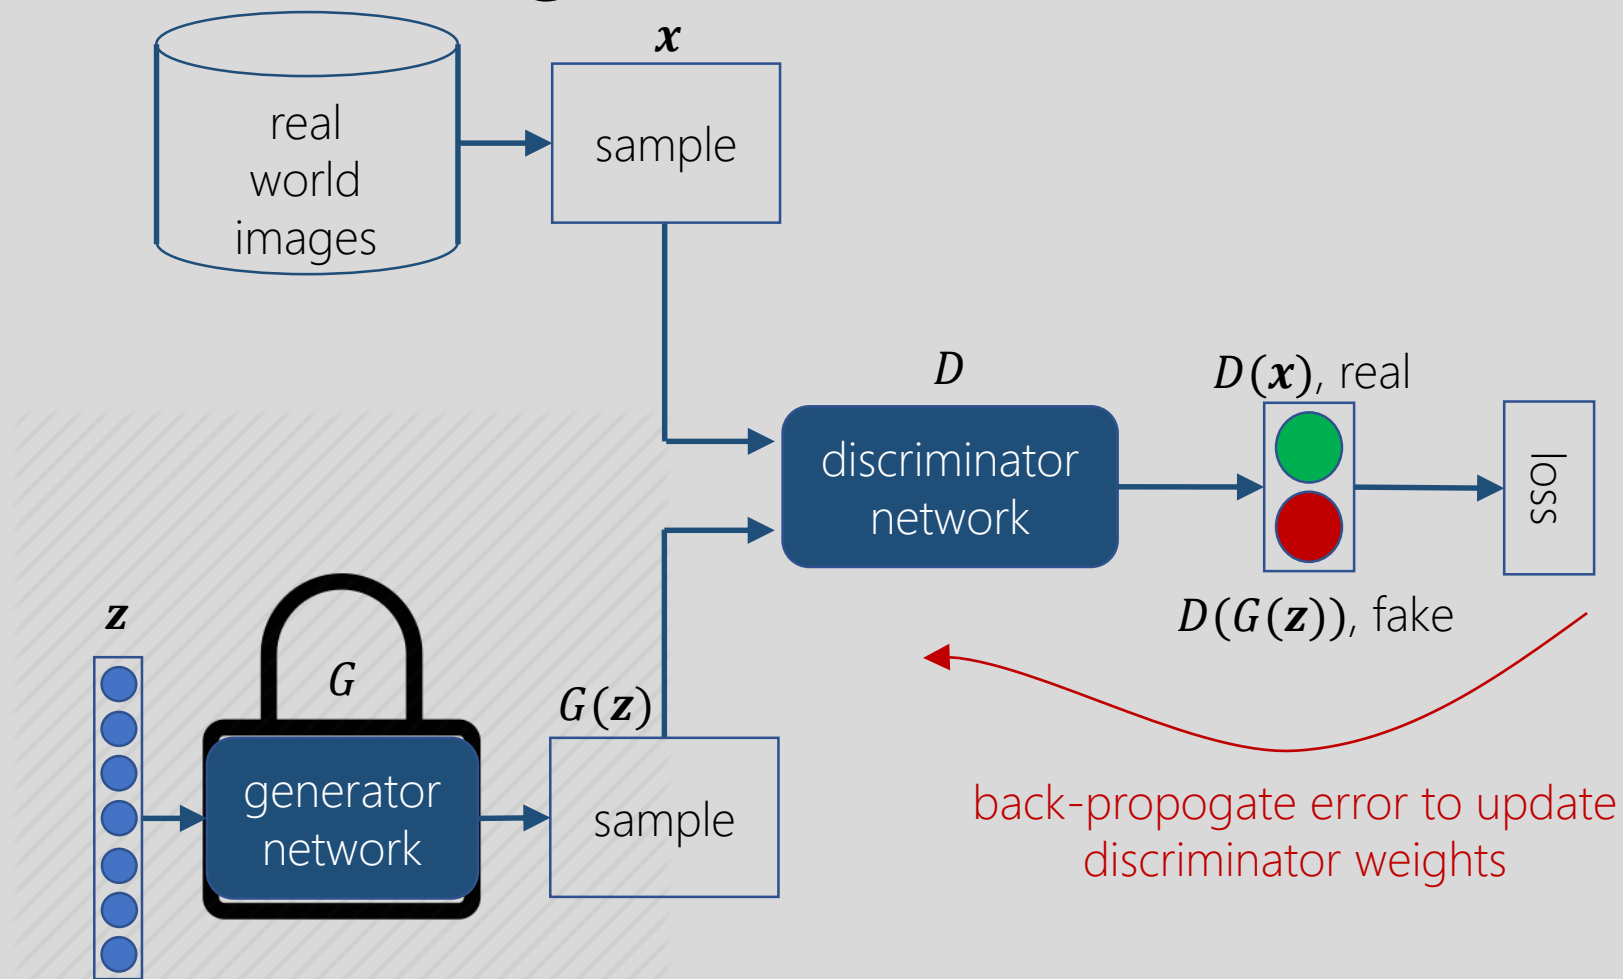 x
real
world
images
sample
D
D(x), real
discriminator
network
loss
D(G(z)), fake
z
G
G(z)
generator
network
sample
back-propogate error to update
discriminator weights